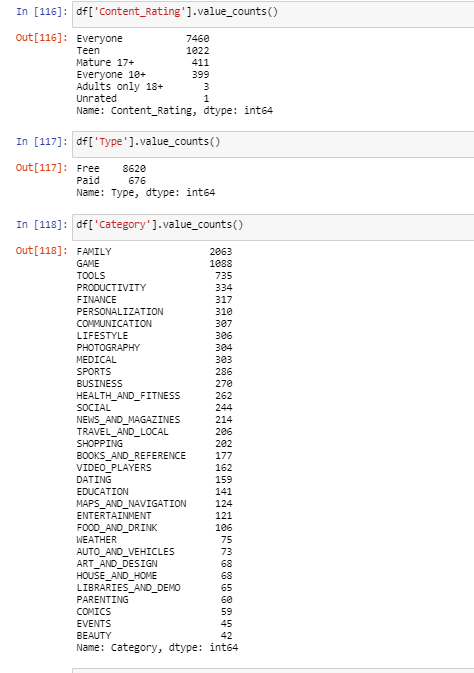 In [116]: df['Content_Rating'].value_counts()
Out[116]: Everyone 7460
Teen 1022
Mature 17+ 411
Everyone 10+ 399
Adults only 18+ 3
Unrated 1
Name: Content_Rating, dtype: int64
In [117]: df['Type'].value_counts()
Out[117]: Free 8620
Paid 676
Name: Type, dtype: int64
In [118]: df['Category'].value_counts()
Out[118]: FAMILY 2063
GAME 1088
TOOLS 735
PRODUCTIVITY 334
FINANCE 317
PERSONALIZATION 310
COMMUNICATION 307
LIFESTYLE 306
PHOTOGRAPHY 304
MEDICAL 303
SPORTS 286
BUSINESS 270
HEALTH_AND_FITNESS 262
SOCIAL 244
NEWS_AND_MAGAZINES 214
TRAVEL_AND_LOCAL 206
SHOPPING 202
BOOKS_AND_REFERENCE 177
VIDEO_PLAYERS 162
DATING 159
EDUCATION 141
MAPS_AND_NAVIGATION 124
ENTERTAINMENT 121
FOOD_AND_DRINK 106
WEATHER 75
AUTO_AND_VEHICLES 73
ART_AND_DESIGN 68
HOUSE_AND_HOME 68
LIBRARIES_AND_DEMO 65
PARENTING 60
COMICS 59
EVENTS 45
BEAUTY 42
Name: Category, dtype: int64